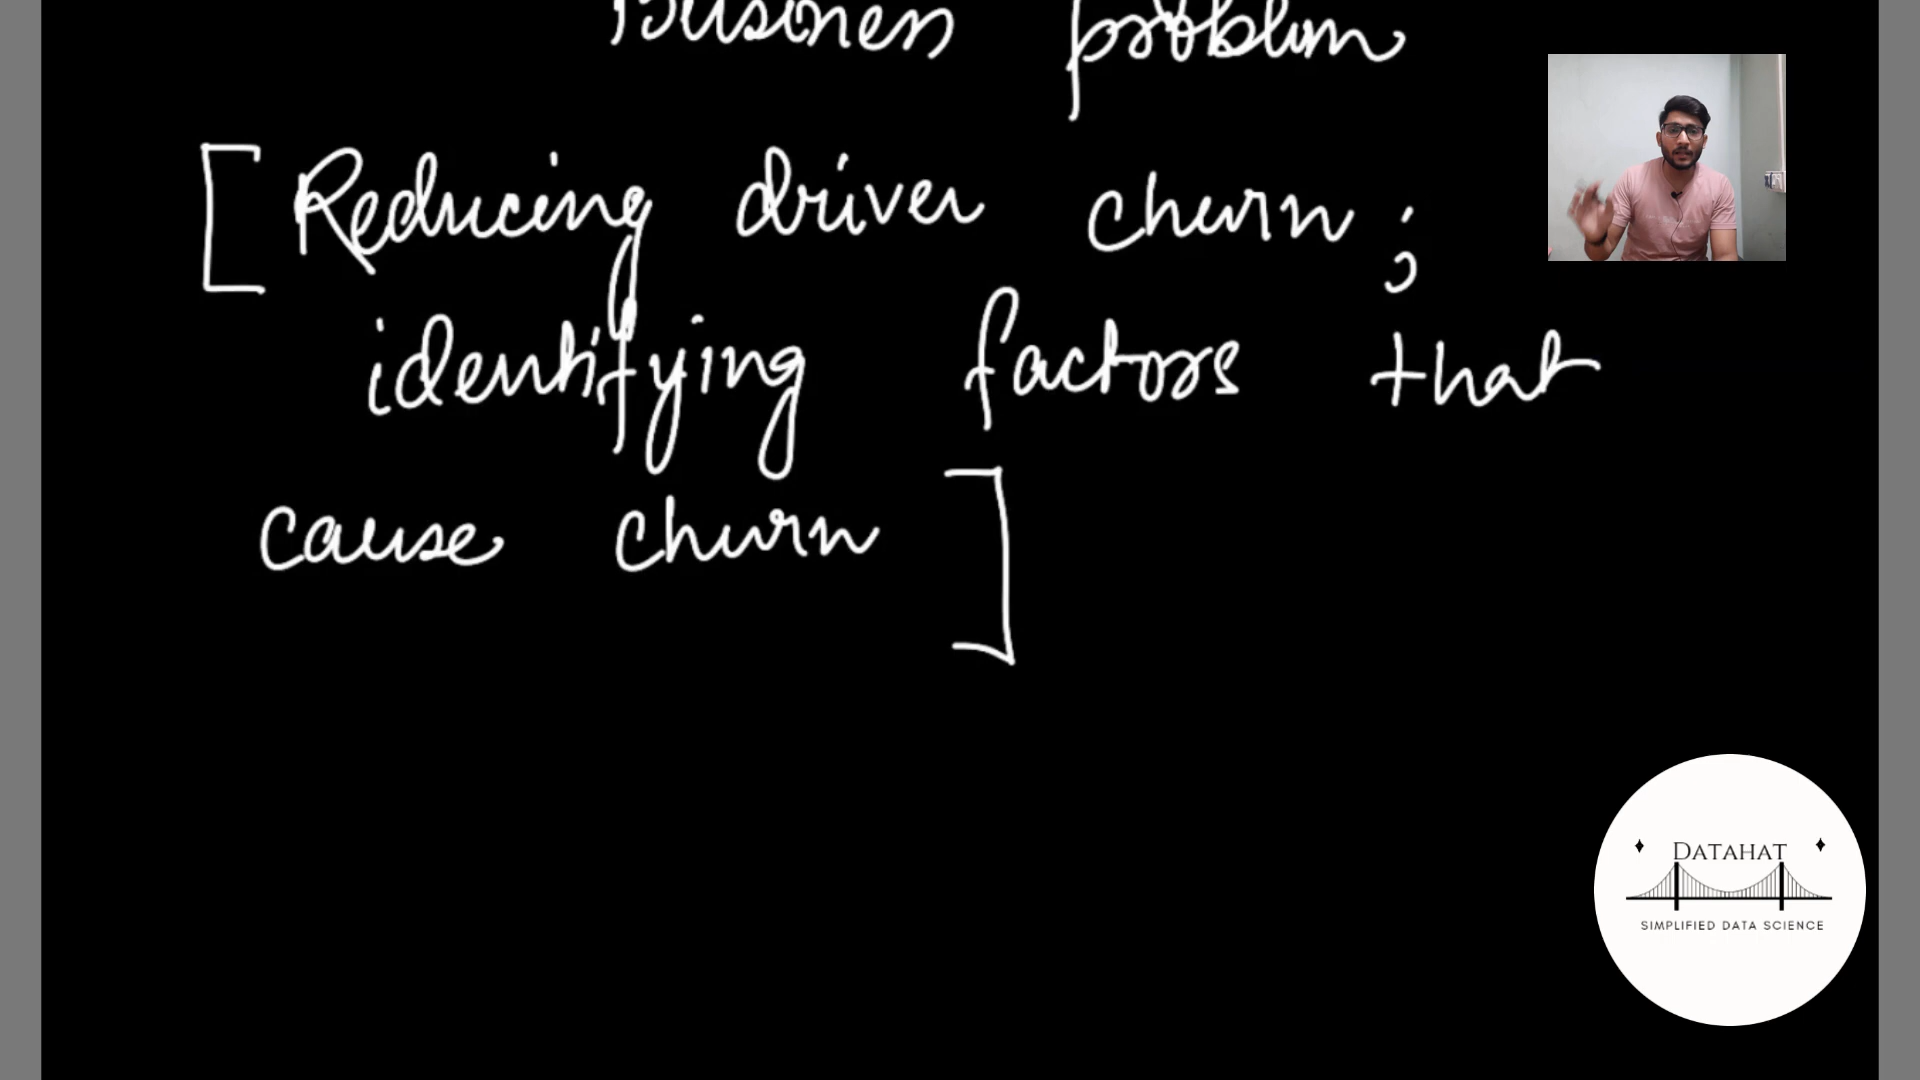 Business problem
[Reducing driver churn;
identifying factors that
cause churn]
DATAHAT
SIMPLIFIED DATA SCIENCE